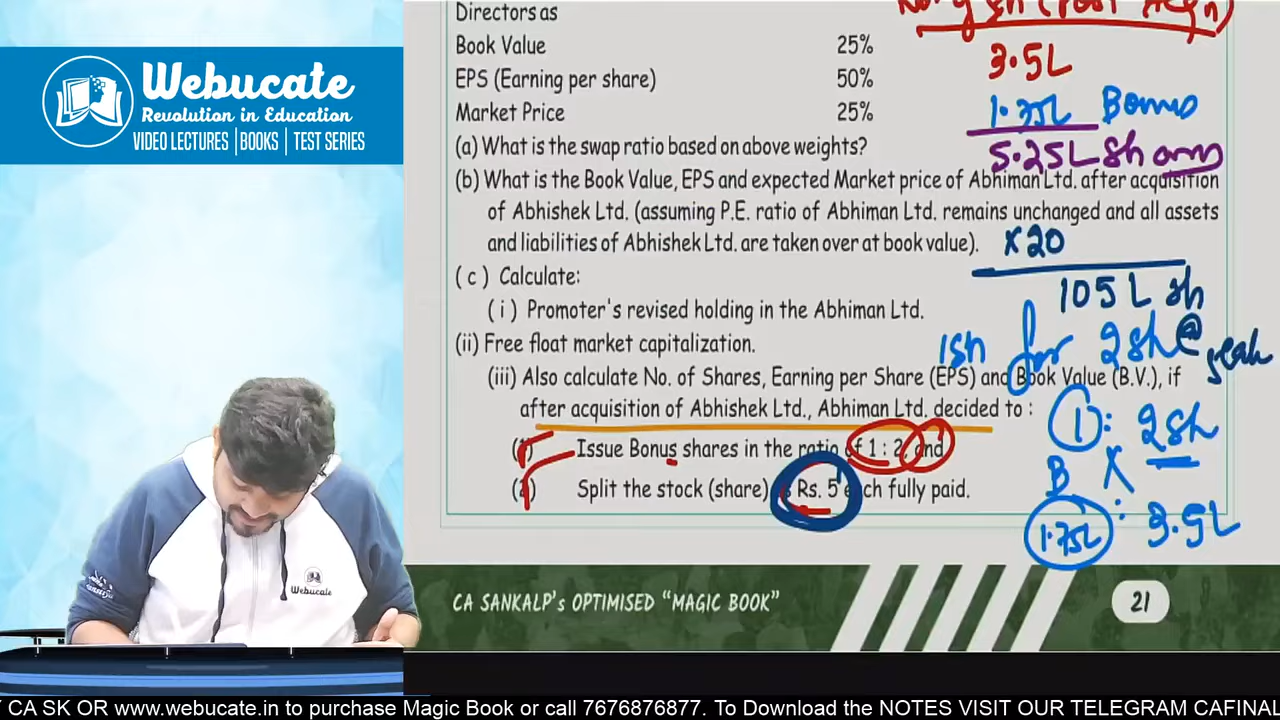 Webucate
Revolution in Education
VIDEO LECTURES | BOOKS | TEST SERIES
Directors as
Book Value 25%
EPS (Earning per share) 50%
Market Price 25%
(a) What is the swap ratio based on above weights?
(b) What is the Book Value, EPS and expected Market price of Abhiman Ltd. after acquisition
of Abhishek Ltd. (assuming P.E. ratio of Abhiman Ltd. remains unchanged and all assets
and liabilities of Abhishek Ltd. are taken over at book value).
(c) Calculate:
(i) Promoter's revised holding in the Abhiman Ltd.
(ii) Free float market capitalization.
(iii) Also calculate No. of Shares, Earning per Share (EPS) and Book Value (B.V.), if
after acquisition of Abhishek Ltd., Abhiman Ltd. decided to :
(1) Issue Bonus shares in the ratio of 1 : 2, and
(2) Split the stock (share) Rs. 5 each fully paid.
3.5L
1.75L Bonus
5.25L Sh
X 20
105 L sh
1sh for 2sh @
1 : 2sh
B X
1.75L : 3.5L
Webucate
CA SANKALP's OPTIMISED “MAGIC BOOK”
21
Y CA SK OR www.webucate.in to purchase Magic Book or call 7676876877. To Download the NOTES VISIT OUR TELEGRAM CAFINAL